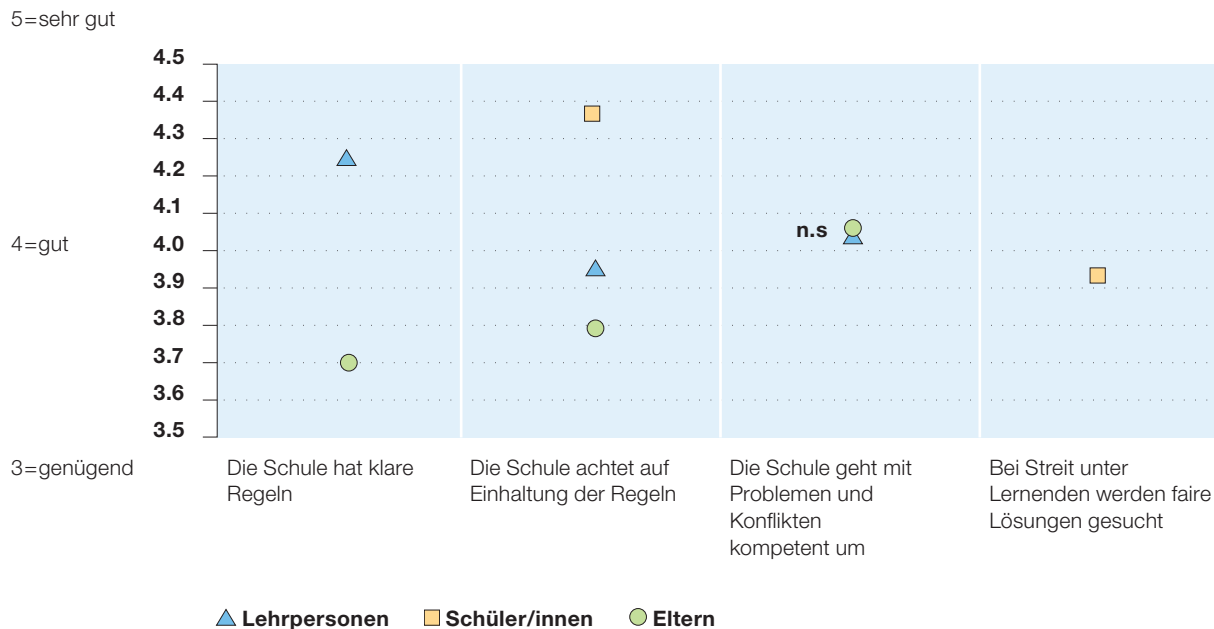 5=sehr gut
4.5
4.4
4.3
4.2
4.1
4=gut
4.0
n.s
3.9
3.8
3.7
3.6
3.5
3=genügend
Die Schule hat klare
Regeln
Die Schule achtet auf
Einhaltung der Regeln
Die Schule geht mit
Problemen und
Konflikten
kompetent um
Bei Streit unter
Lernenden werden faire
Lösungen gesucht
Lehrpersonen Schüler/innen Eltern